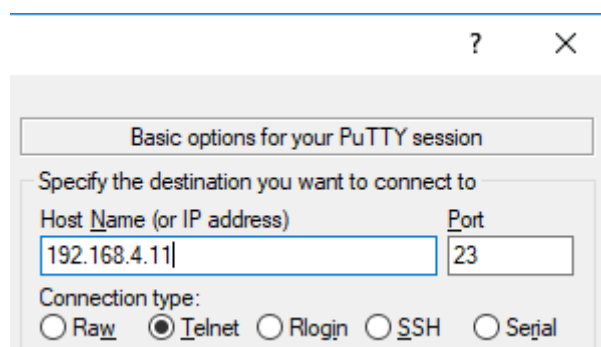 ?
Basic options for your PuTTY session
Specify the destination you want to connect to
Host Name (or IP address) Port
192.168.4.11 23
Connection type:
Raw Telnet Rlogin SSH Serial